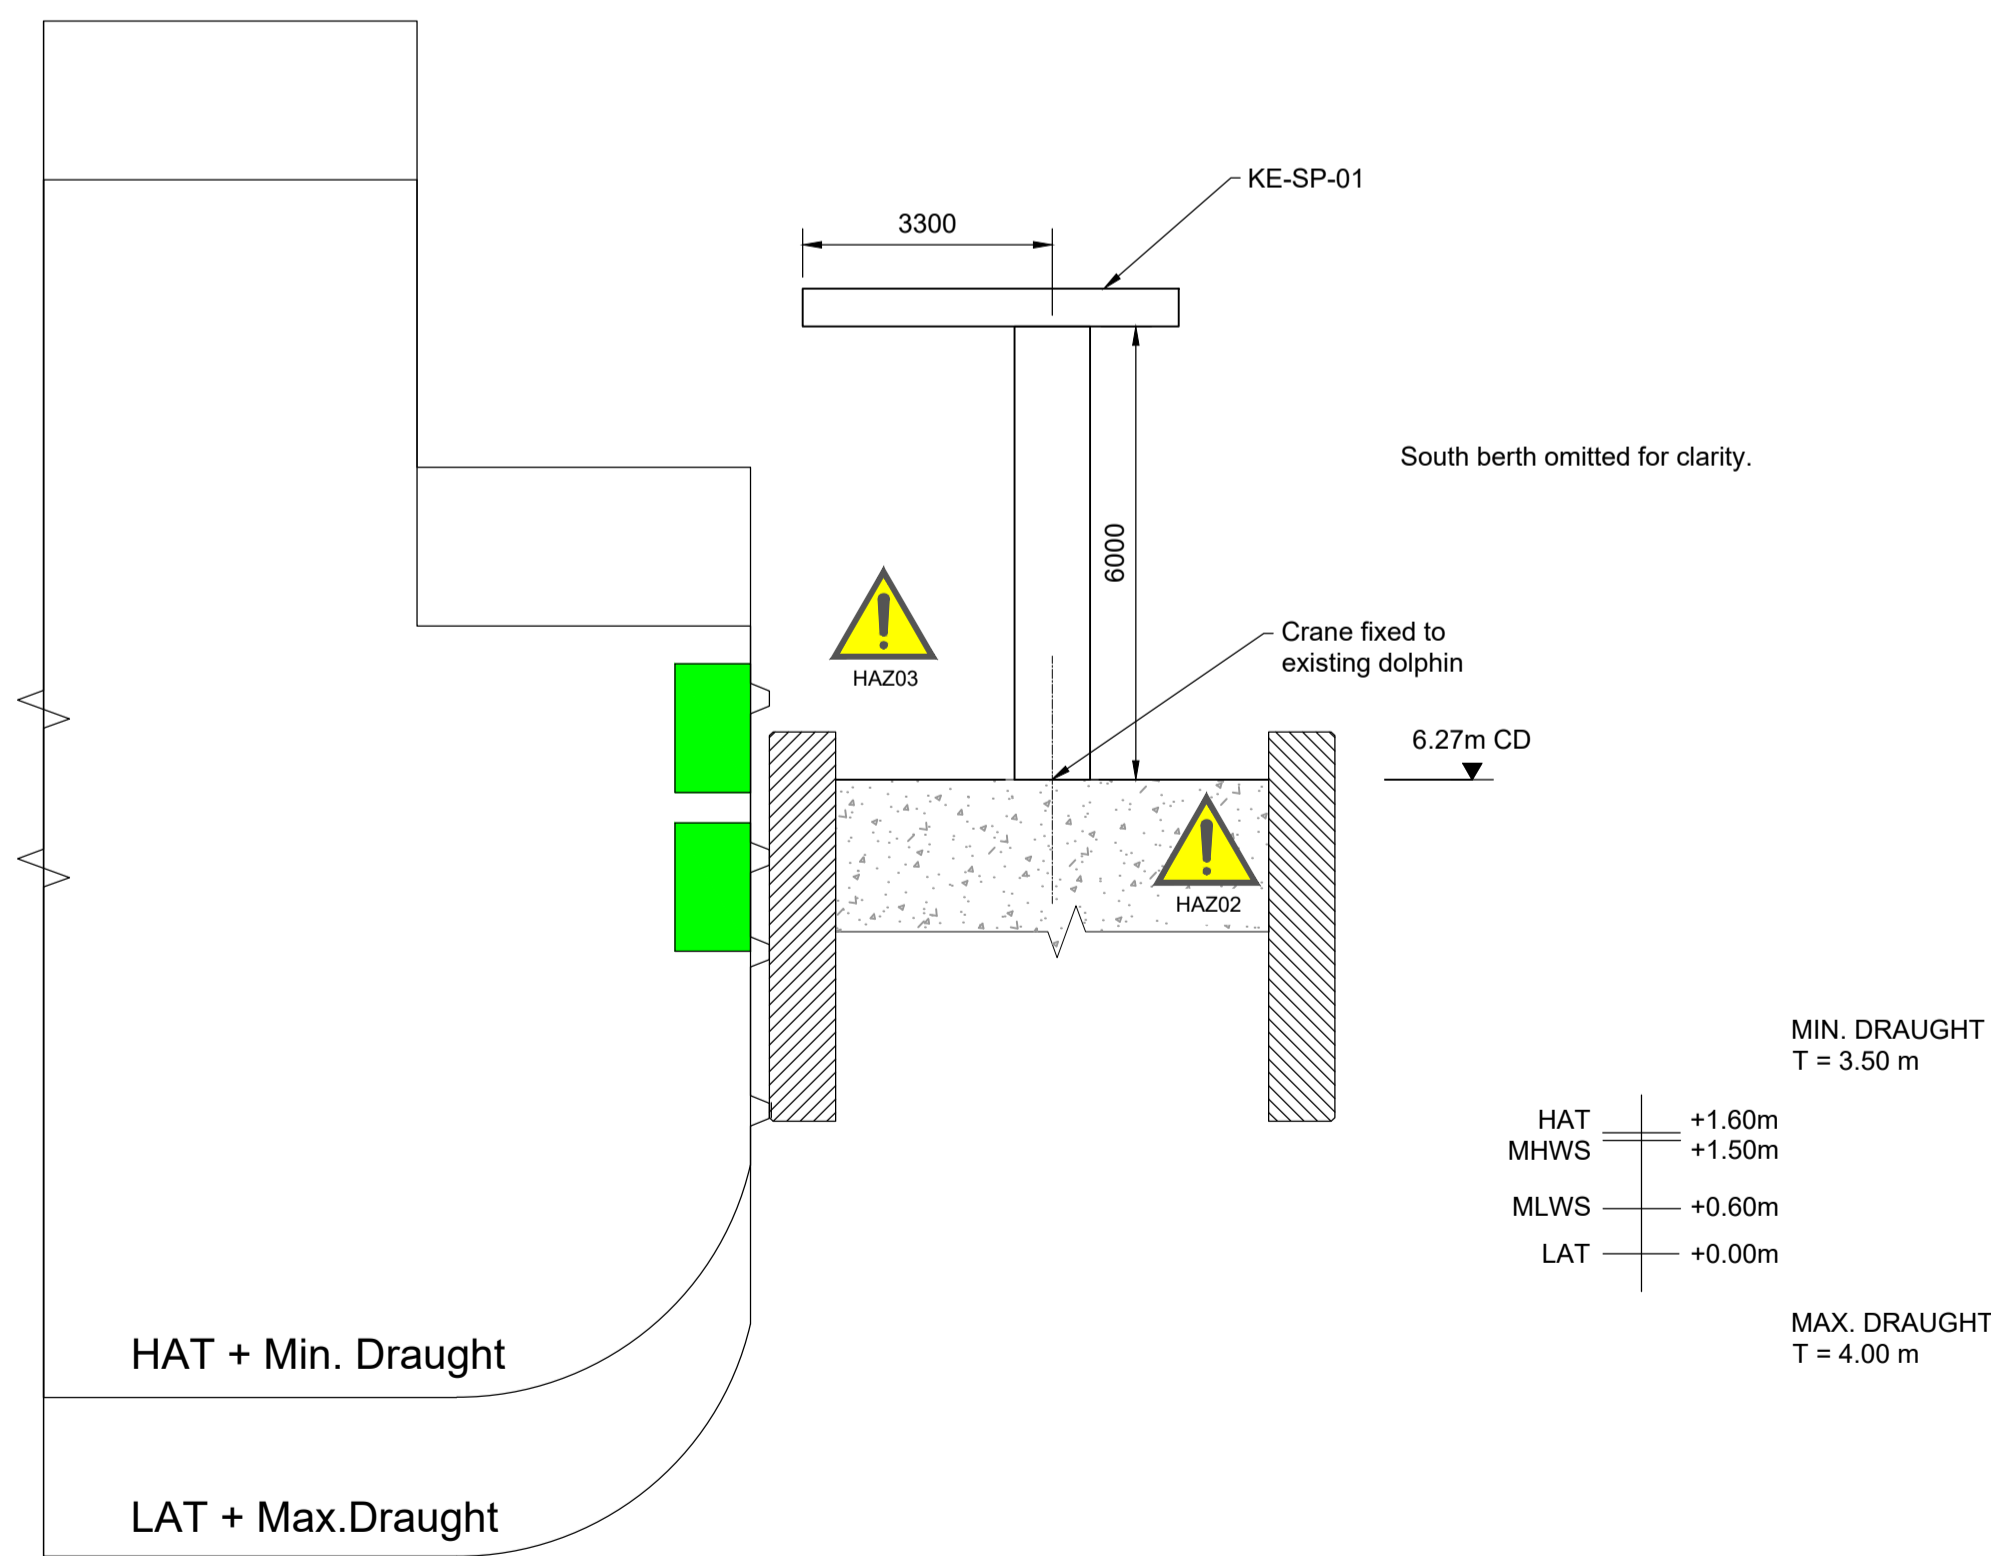 KE-SP-01
3300
South berth omitted for clarity.
6000
HAZ03
Crane fixed to
existing dolphin
6.27m CD
HAZ02
MIN. DRAUGHT
T = 3.50 m
HAT +1.60m
MHWS +1.50m
MLWS +0.60m
LAT +0.00m
MAX. DRAUGHT
T = 4.00 m
HAT + Min. Draught
LAT + Max.Draught